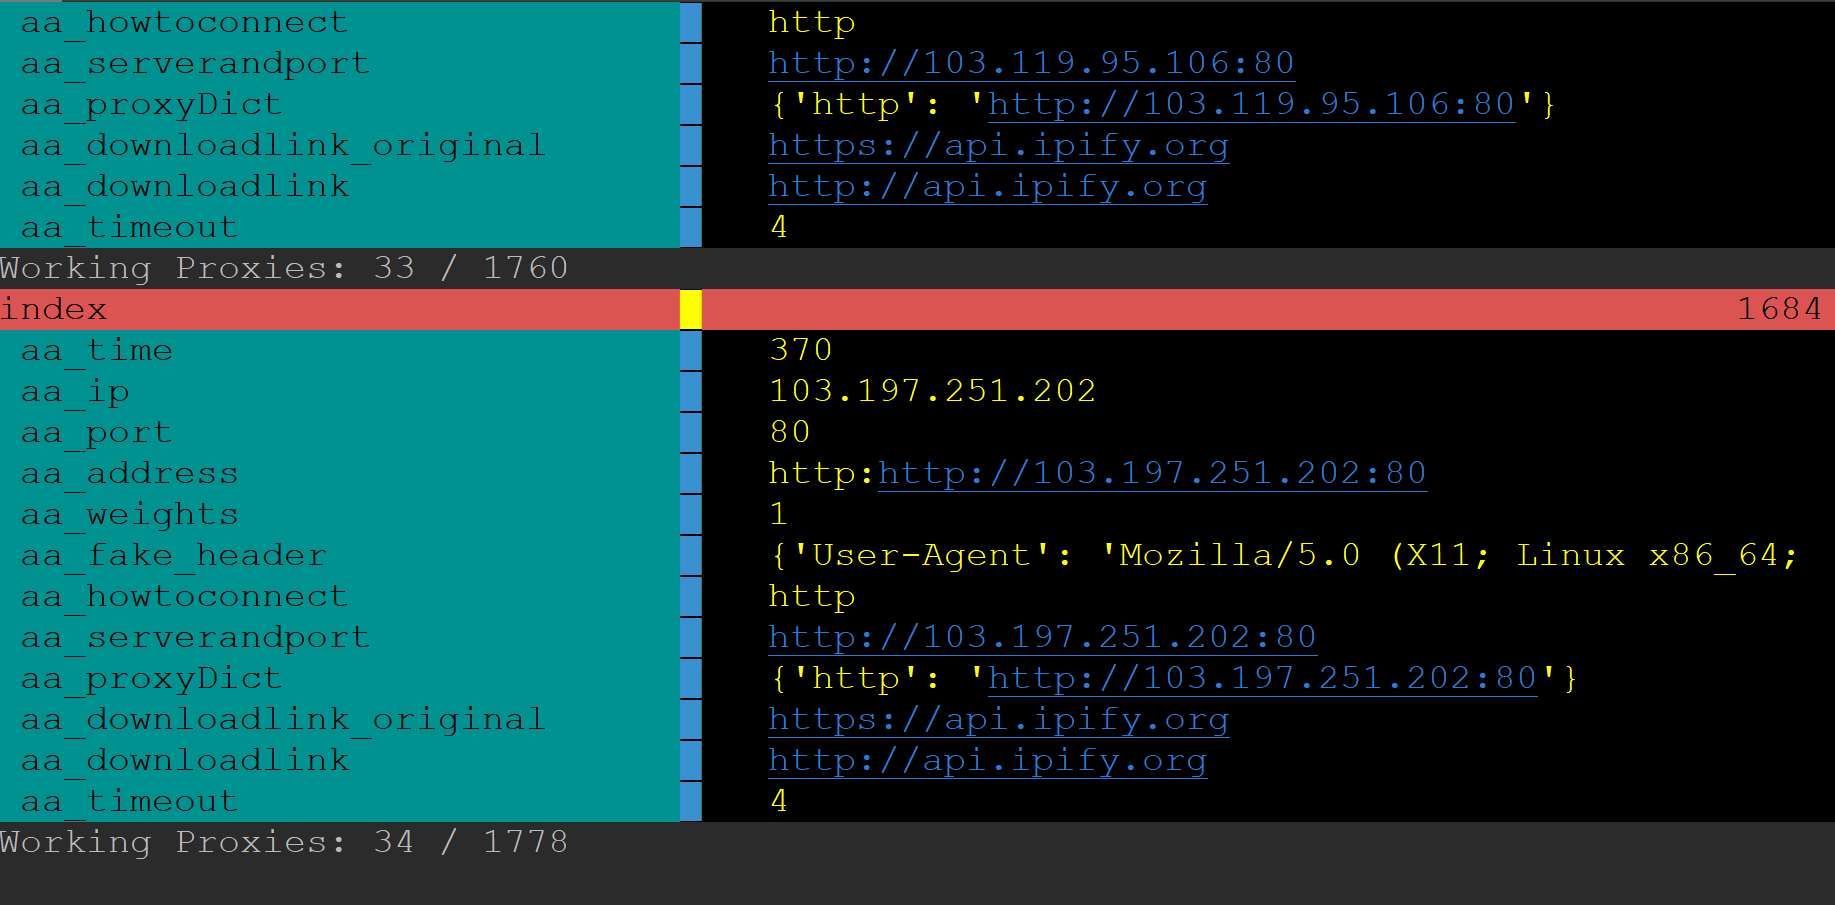 aa_howtoconnect http
aa_serverandport http://103.119.95.106:80
aa_proxyDict {'http': 'http://103.119.95.106:80'}
aa_downloadlink_original https://api.ipify.org
aa_downloadlink http://api.ipify.org
aa_timeout 4
Working Proxies: 33 / 1760
index 1684
aa_time 370
aa_ip 103.197.251.202
aa_port 80
aa_address http:http://103.197.251.202:80
aa_weights 1
aa_fake_header {'User-Agent': 'Mozilla/5.0 (X11; Linux x86_64;
aa_howtoconnect http
aa_serverandport http://103.197.251.202:80
aa_proxyDict {'http': 'http://103.197.251.202:80'}
aa_downloadlink_original https://api.ipify.org
aa_downloadlink http://api.ipify.org
aa_timeout 4
Working Proxies: 34 / 1778